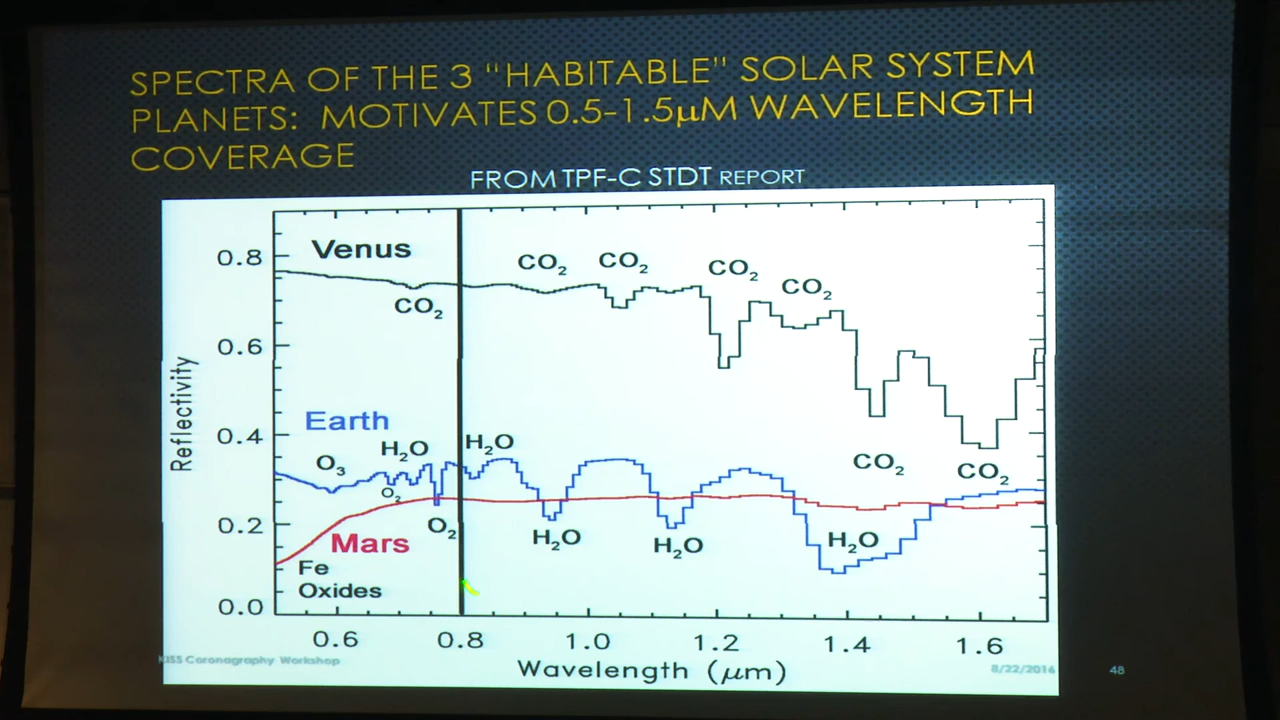 SPECTRA OF THE 3 “HABITABLE” SOLAR SYSTEM
PLANETS: MOTIVATES 0.5-1.5μM WAVELENGTH
COVERAGE
FROM TPF-C STDT REPORT
Venus
CO₂
CO₂
CO₂
CO₂
CO₂
0.8
0.6
0.4
0.2
0.0
Reflectivity
Earth
O₃
H₂O
H₂O
O₂
O₂
CO₂
CO₂
Mars
H₂O
H₂O
H₂O
Fe
Oxides
0.6
0.8
1.0
1.2
1.4
1.6
Wavelength (μm)
KISS Coronagraphy Workshop
8/22/2016
48